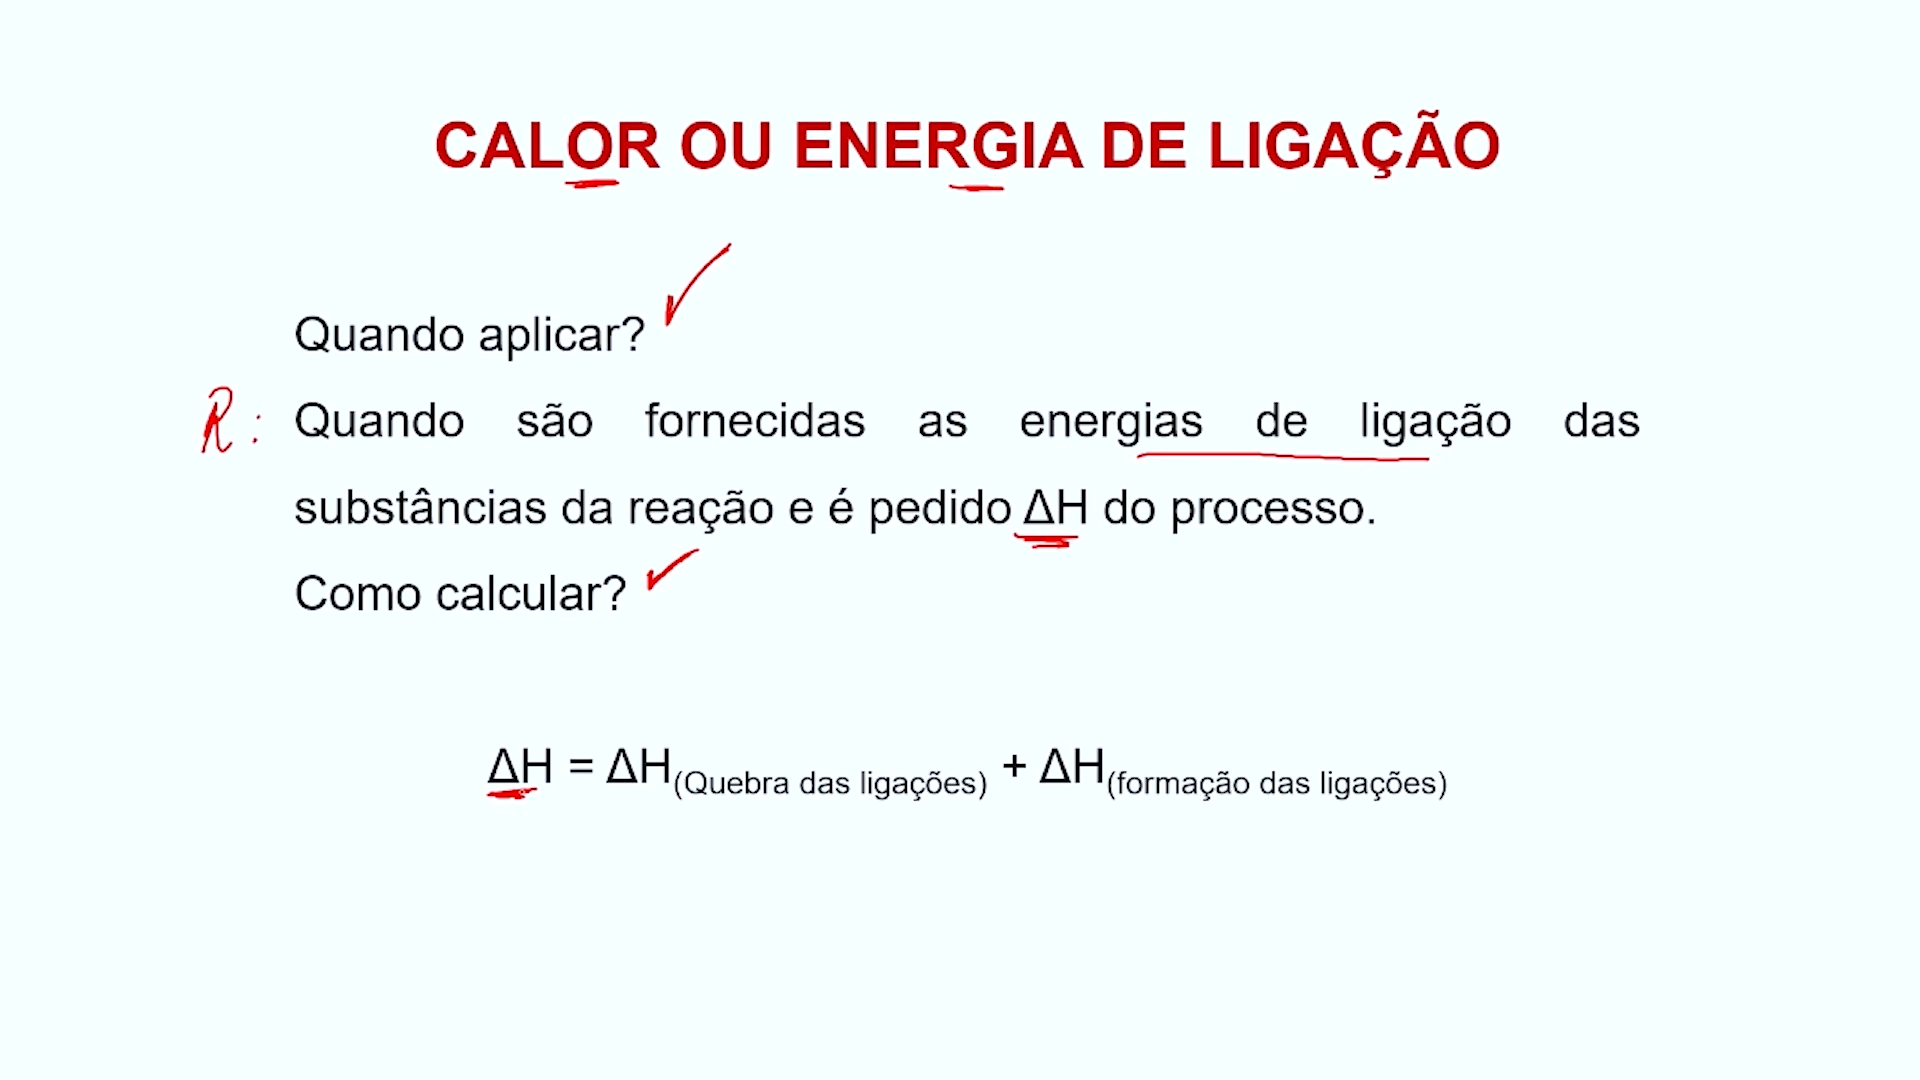 CALOR OU ENERGIA DE LIGAÇÃO
Quando aplicar?
R: Quando são fornecidas as energias de ligação das
substâncias da reação e é pedido ΔH do processo.
Como calcular?
ΔH = ΔH(Quebra das ligações) + ΔH(formação das ligações)